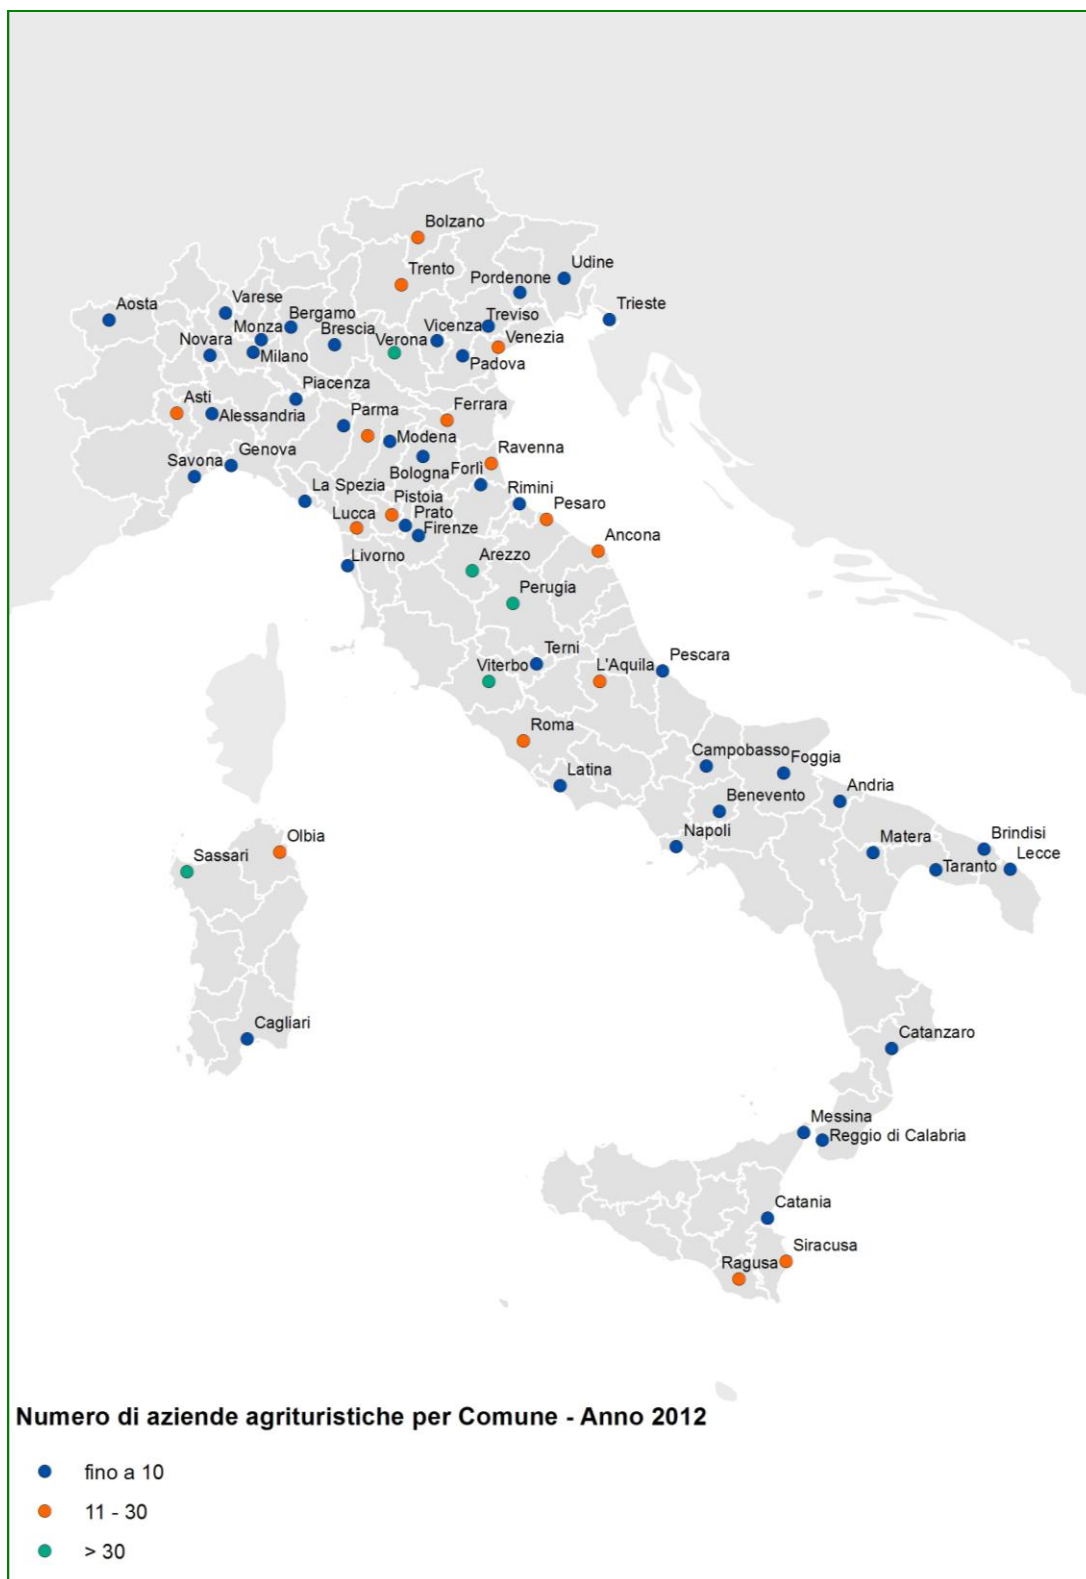 Bolzano
Trento
Udine
Pordenone
Aosta
Varese
Trieste
Bergamo
Treviso
Monza
Brescia
Vicenza
Verona
Venezia
Novara
Milano
Padova
Piacenza
Asti
Alessandria
Parma
Ferrara
Modena
Genova
Ravenna
Savona
Bologna
Forlì
La Spezia
Pistoia
Rimini
Pesaro
Lucca
Prato
Firenze
Ancona
Livorno
Arezzo
Perugia
Terni
Pescara
Viterbo
L'Aquila
Roma
Campobasso
Foggia
Latina
Andria
Benevento
Napoli
Matera
Brindisi
Olbia
Sassari
Lecce
Taranto
Cagliari
Catanzaro
Messina
Reggio di Calabria
Catania
Siracusa
Ragusa
Numero di aziende agrituristiche per Comune - Anno 2012
fino a 10
11 - 30
> 30